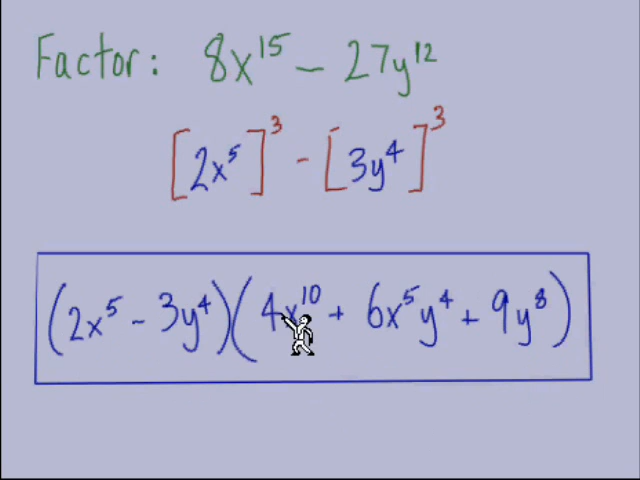 Factor: 8x¹⁵ − 27y¹²
[2x⁵]³ - [3y⁴]³
(2x⁵ - 3y⁴)(4x¹⁰ + 6x⁵y⁴ + 9y⁸)